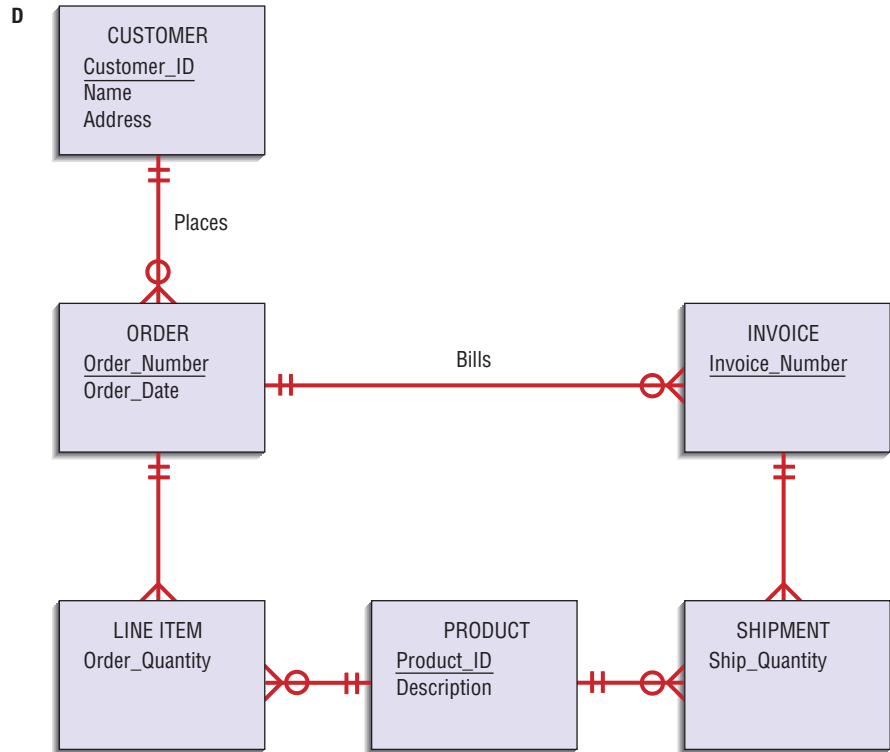 D
CUSTOMER
Customer_ID
Name
Address
Places
ORDER
Order_Number
Order_Date
Bills
INVOICE
Invoice_Number
LINE ITEM
Order_Quantity
PRODUCT
Product_ID
Description
SHIPMENT
Ship_Quantity